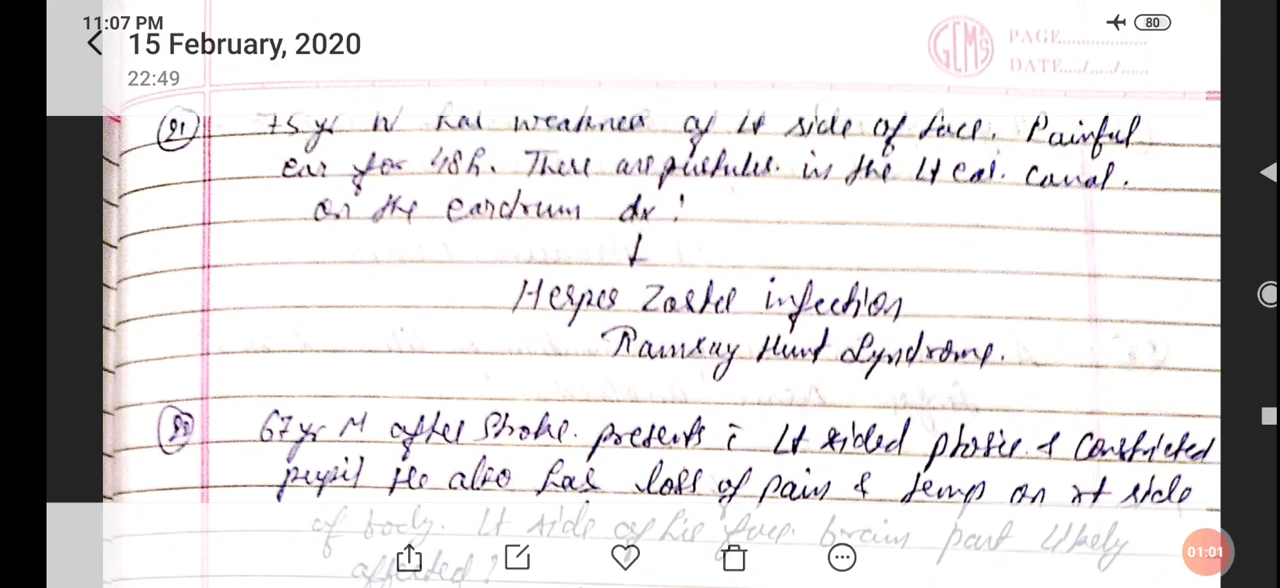 11:07 PM
80
15 February, 2020
22:49
GEMS
PAGE....................
DATE..../....../......
75 yr W has weakness of Lt side of face. Painful
ear for 48h. There are pustules. in the Lt ear. canal.
on the eardrum dx?
Herpes Zoster infection
Ramsay Hunt Syndrome.
67 yr M after Stroke. presents c Lt sided ptosis. & constricted
pupil He also has loss of pain & temp on rt side
of body. Lt side of his face. brain part likely
affected?
01:01